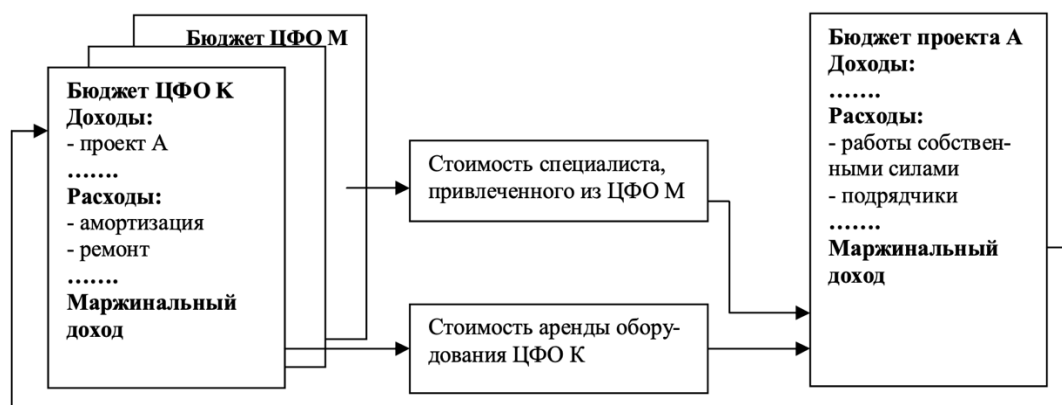 Бюджет ЦФО М
Бюджет ЦФО К
Доходы:
- проект А
…….
Расходы:
- амортизация
- ремонт
…….
Маржинальный
доход
Стоимость специалиста,
привлеченного из ЦФО М
Стоимость аренды обору-
дования ЦФО К
Бюджет проекта А
Доходы:
…….
Расходы:
- работы собствен-
ными силами
- подрядчики
…….
Маржинальный
доход